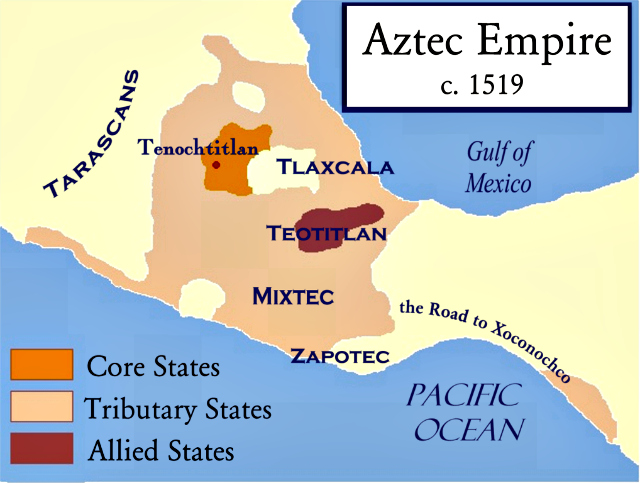 Aztec Empire
c. 1519
TARASCANS
Tenochtitlan
TLAXCALA
Gulf of
Mexico
TEOTITLAN
MIXTEC
the Road to Xoconochco
ZAPOTEC
Core States
Tributary States
Allied States
PACIFIC
OCEAN